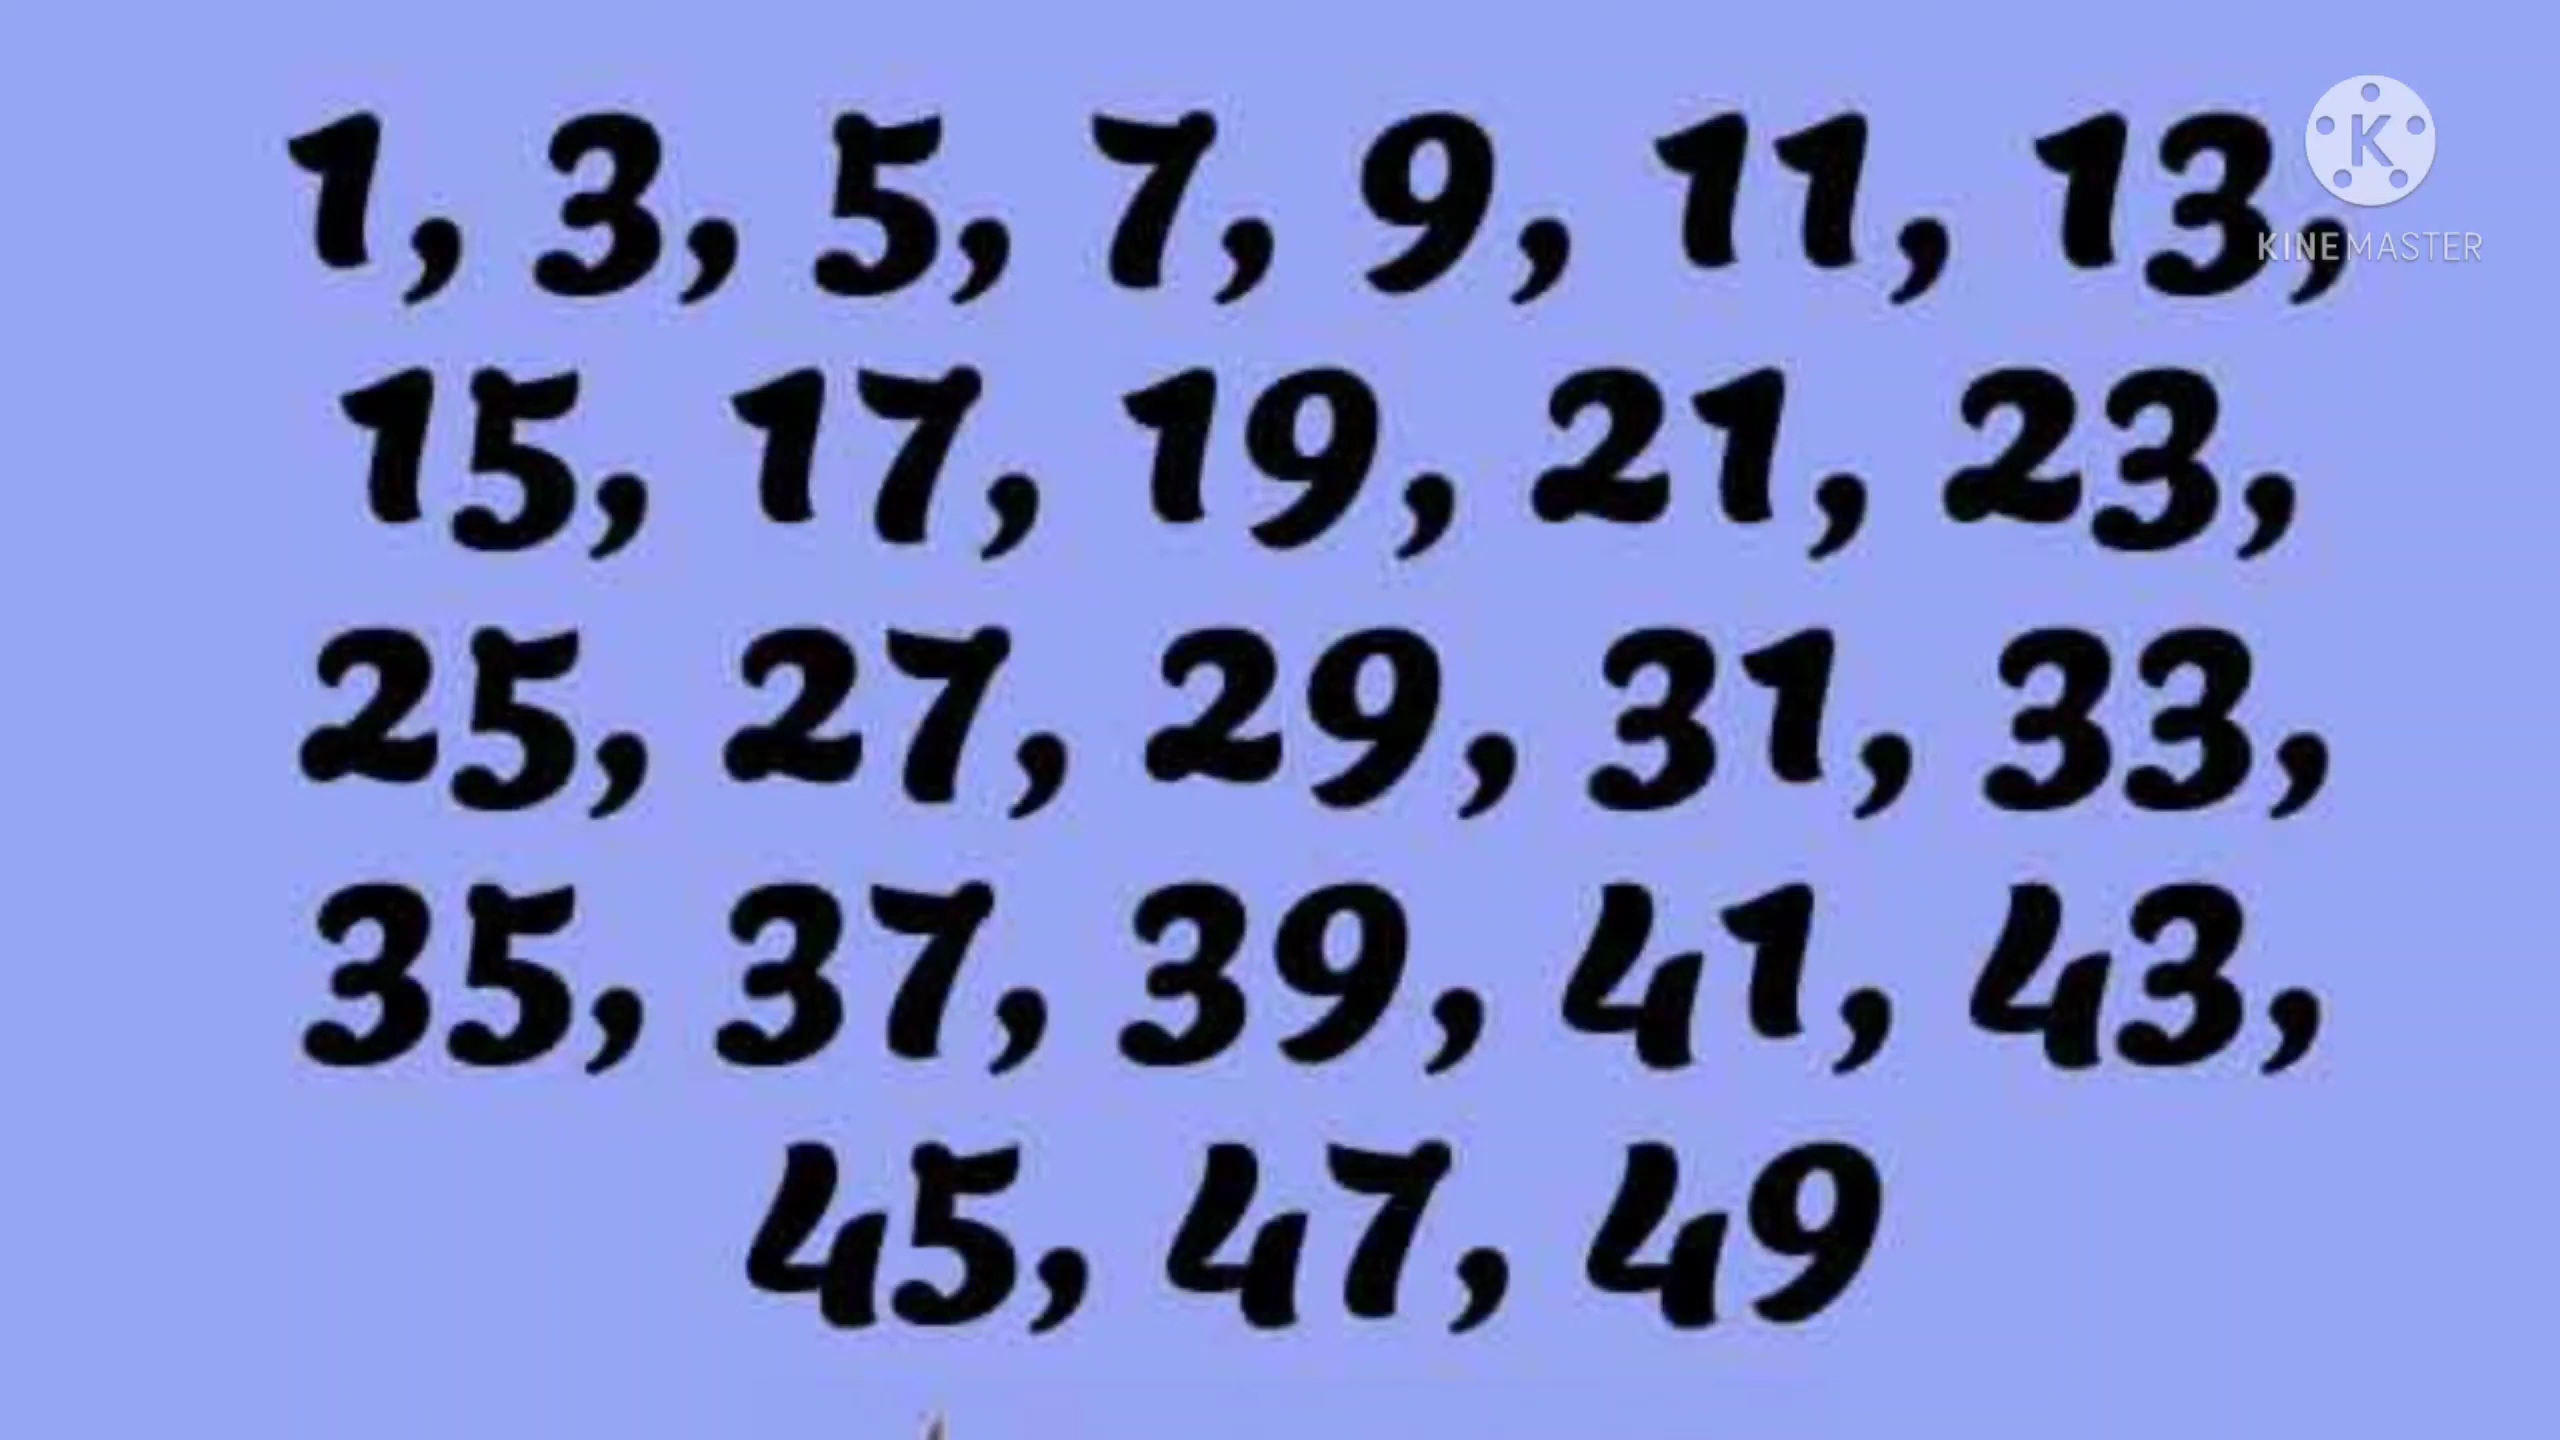 1, 3, 5, 7, 9, 11, 13,
K
KINEMASTER
15, 17, 19, 21, 23,
25, 27, 29, 31, 33,
35, 37, 39, 41, 43,
45, 47, 49